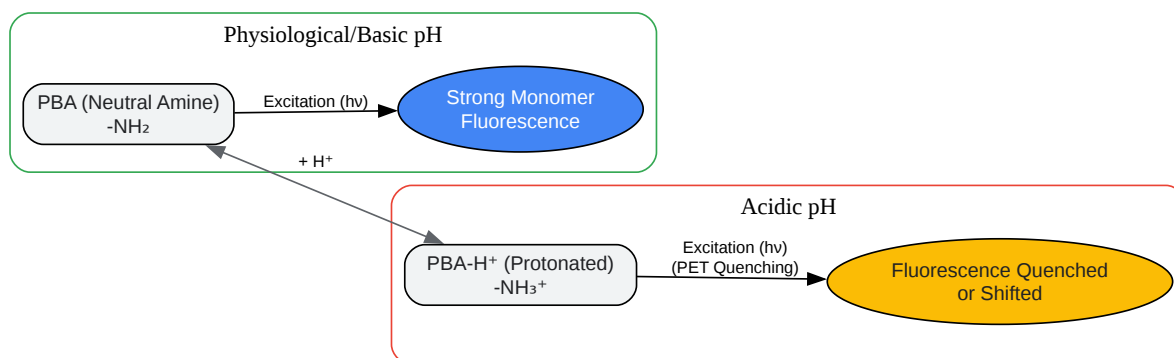 Physiological/Basic pH
PBA (Neutral Amine)
-NH₂
Excitation (hν)
Strong Monomer
Fluorescence
+ H⁺
Acidic pH
PBA-H⁺ (Protonated)
-NH₃⁺
Excitation (hν)
(PET Quenching)
Fluorescence Quenched
or Shifted